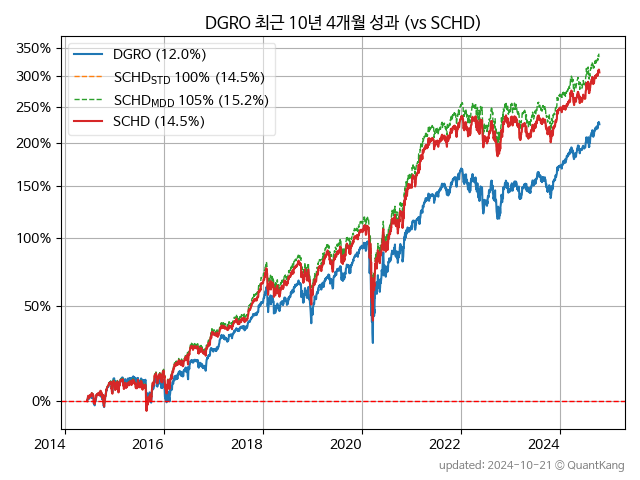 DGRO 최근 10년 4개월 성과 (vs SCHD)
350%
300%
250%
200%
150%
100%
50%
0%
DGRO (12.0%)
SCHD_STD 100% (14.5%)
SCHD_MDD 105% (15.2%)
SCHD (14.5%)
2014 2016 2018 2020 2022 2024
updated: 2024-10-21 © QuantKang